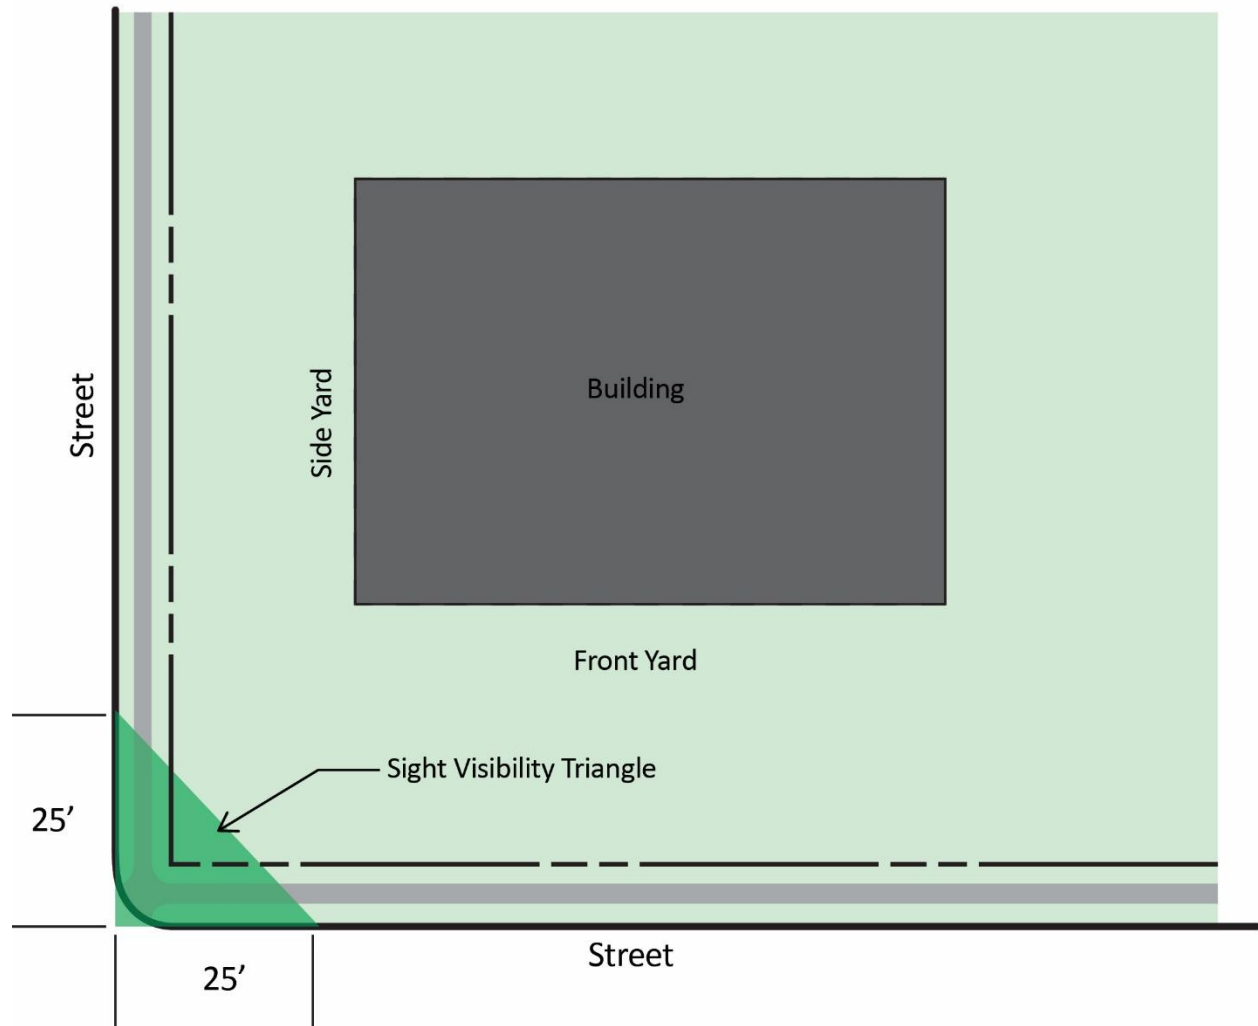 Building
Street
Side Yard
Front Yard
Sight Visibility Triangle
25’
Street
25’